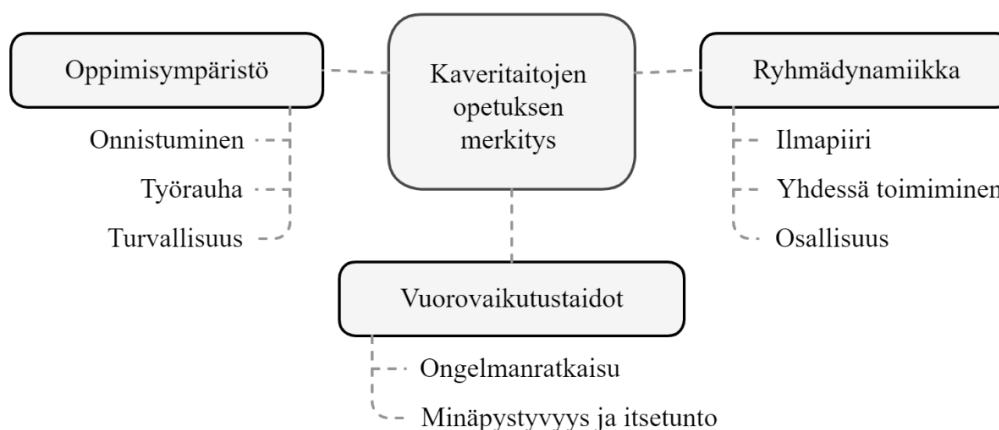 Kaveritaitojen
opetuksen
merkitys
Oppimisympäristö
Onnistuminen
Työrauha
Turvallisuus
Ryhmädynamiikka
Ilmapiiri
Yhdessä toimiminen
Osallisuus
Vuorovaikutustaidot
Ongelmanratkaisu
Minäpystyvyys ja itsetunto